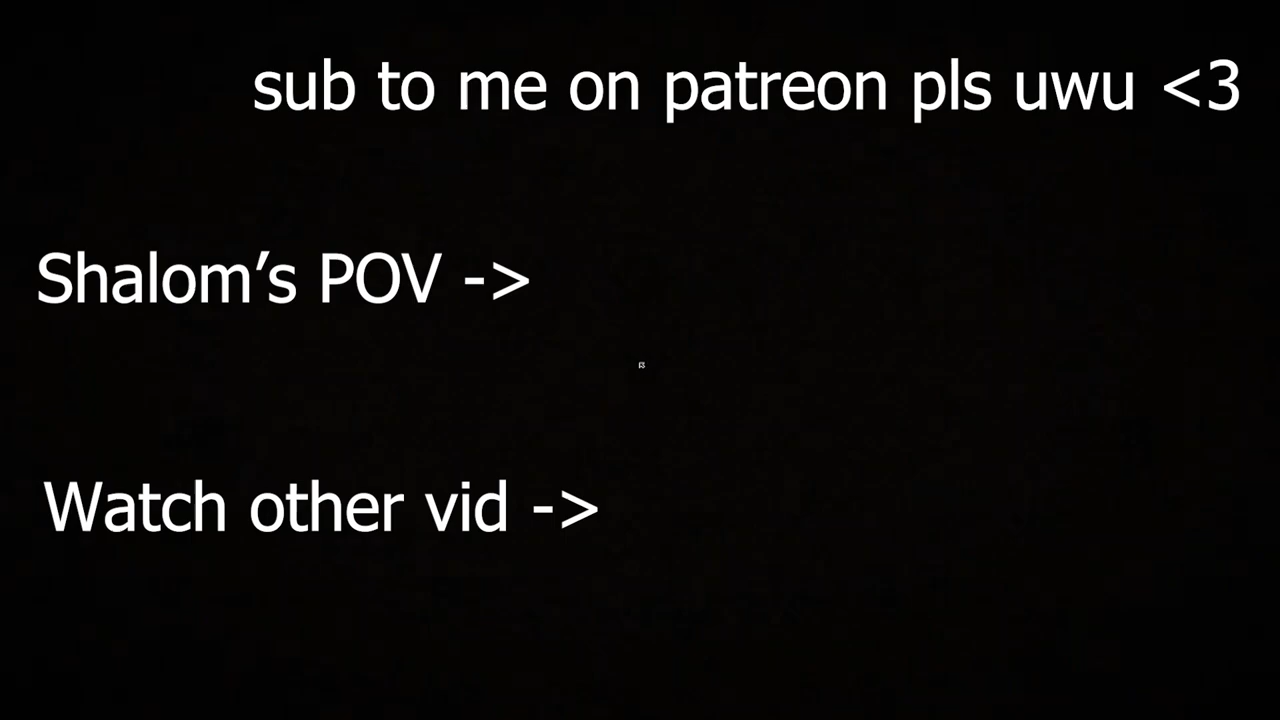 sub to me on patreon pls uwu <3
Shalom’s POV ->
Watch other vid ->